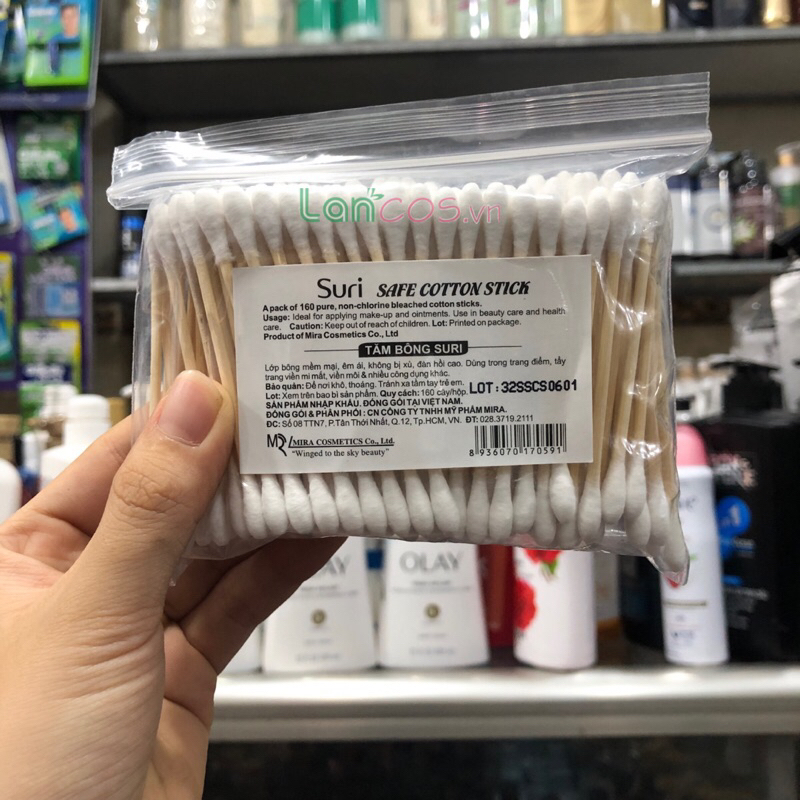 Lancos.vn
Suri SAFE COTTON STICK
A pack of 160 pure, non-chlorine bleached cotton sticks.
Usage: Ideal for applying make-up and ointments. Use in beauty care and health
care. Caution: Keep out of reach of children. Lot: Printed on package.
Product of Mira Cosmetics Co., Ltd
TĂM BÔNG SURI
Lớp bông mềm mại, êm ái, không bị xù, đàn hồi cao. Dùng trong trang điểm, tẩy
trang viền mi mắt, viền môi & nhiều công dụng khác.
Bảo quản: Để nơi khô, thoáng. Tránh xa tầm tay trẻ em.
LOT: 32SSCS0601
Lot: Xem trên bao bì sản phẩm. Quy cách: 160 cây/hộp.
SẢN PHẨM NHẬP KHẨU. ĐÓNG GÓI TẠI VIỆT NAM.
ĐÓNG GÓI & PHÂN PHỐI: CN CÔNG TY TNHH MỸ PHẨM MIRA.
ĐC: Số 08 TTN7, P.Tân Thới Nhất, Q. 12, Tp.HCM, VN. ĐT: 028.3719.2111
MIRA COSMETICS Co., Ltd.
"Winged to the sky beauty"
8 936070 170591
OLAY
OLAY